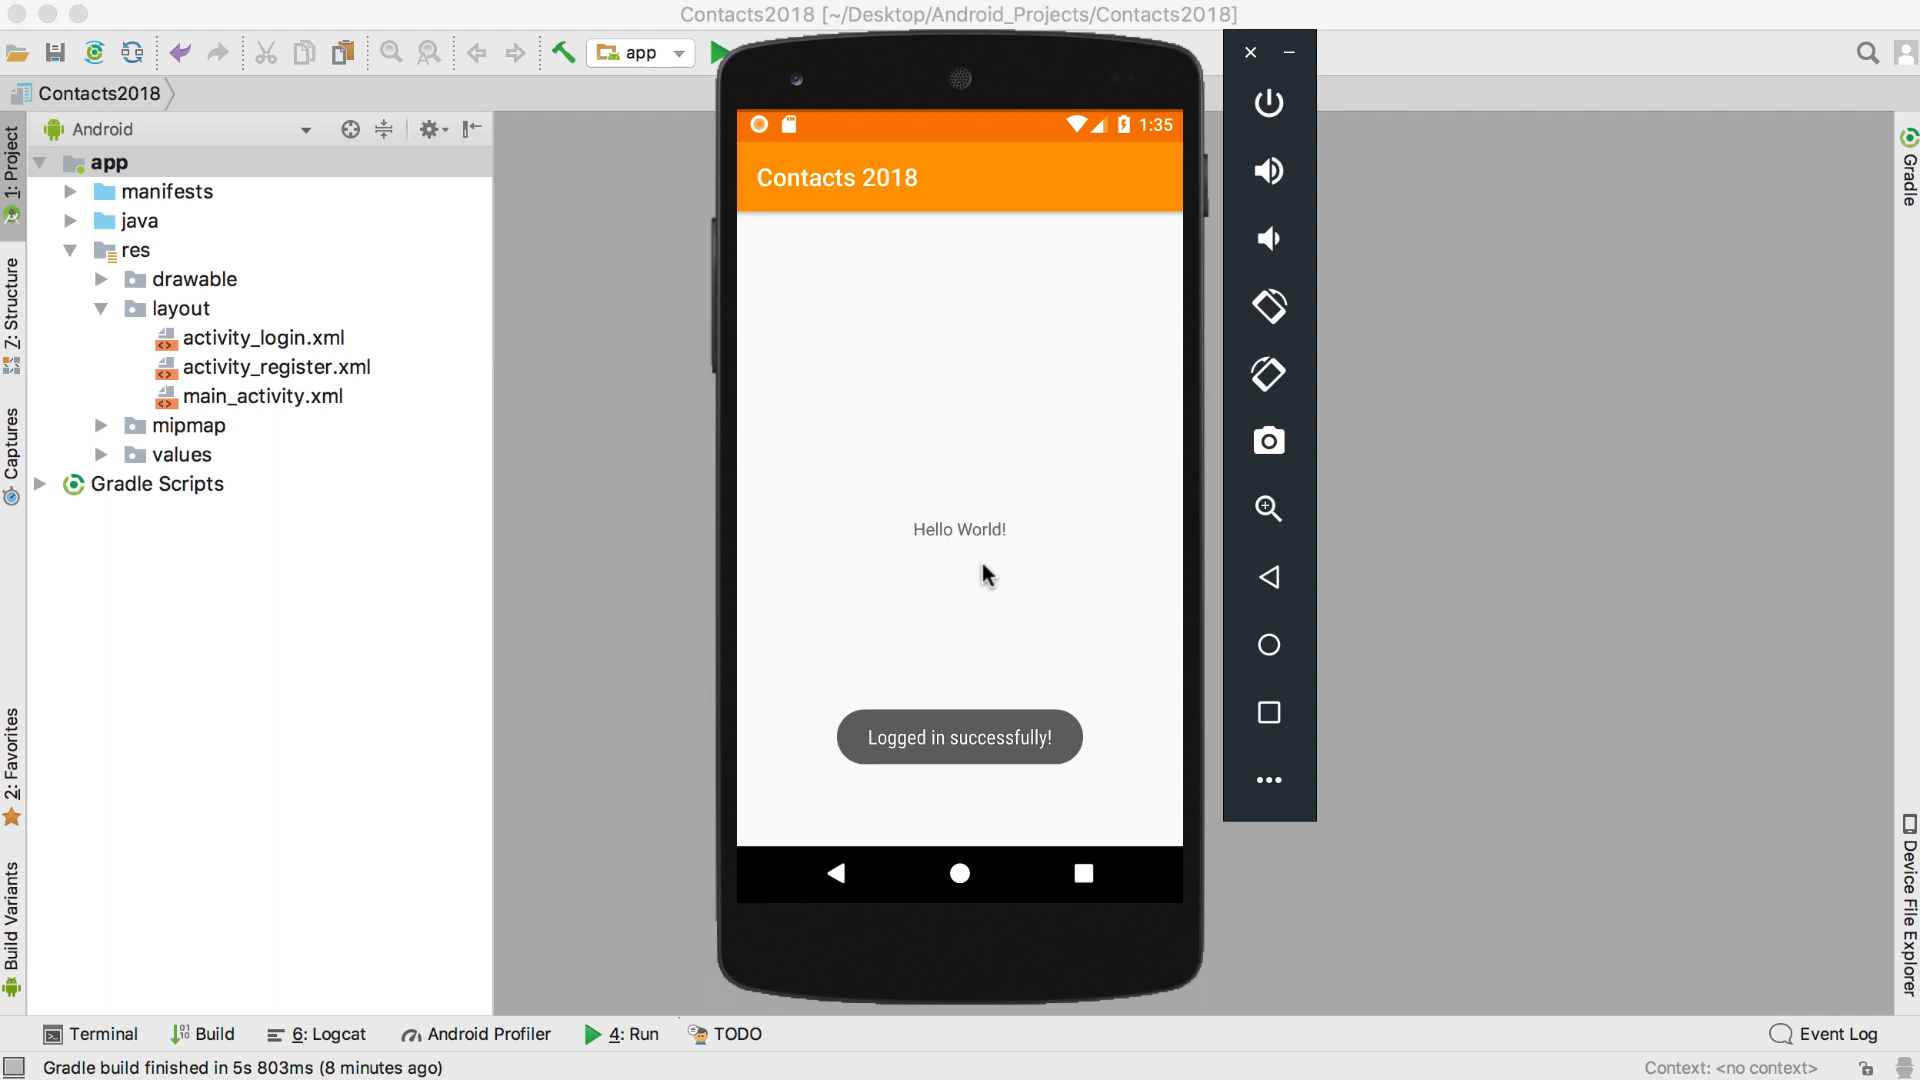 Contacts2018 [~/Desktop/Android_Projects/Contacts2018]
app
Contacts2018
Android
app
manifests
java
res
drawable
layout
activity_login.xml
activity_register.xml
main_activity.xml
mipmap
values
Gradle Scripts
1: Project
7: Structure
Captures
2: Favorites
Build Variants
1:35
Contacts 2018
Hello World!
Logged in successfully!
Gradle
Device File Explorer
Terminal
Build
6: Logcat
Android Profiler
4: Run
TODO
Event Log
Gradle build finished in 5s 803ms (8 minutes ago)
Context: <no context>